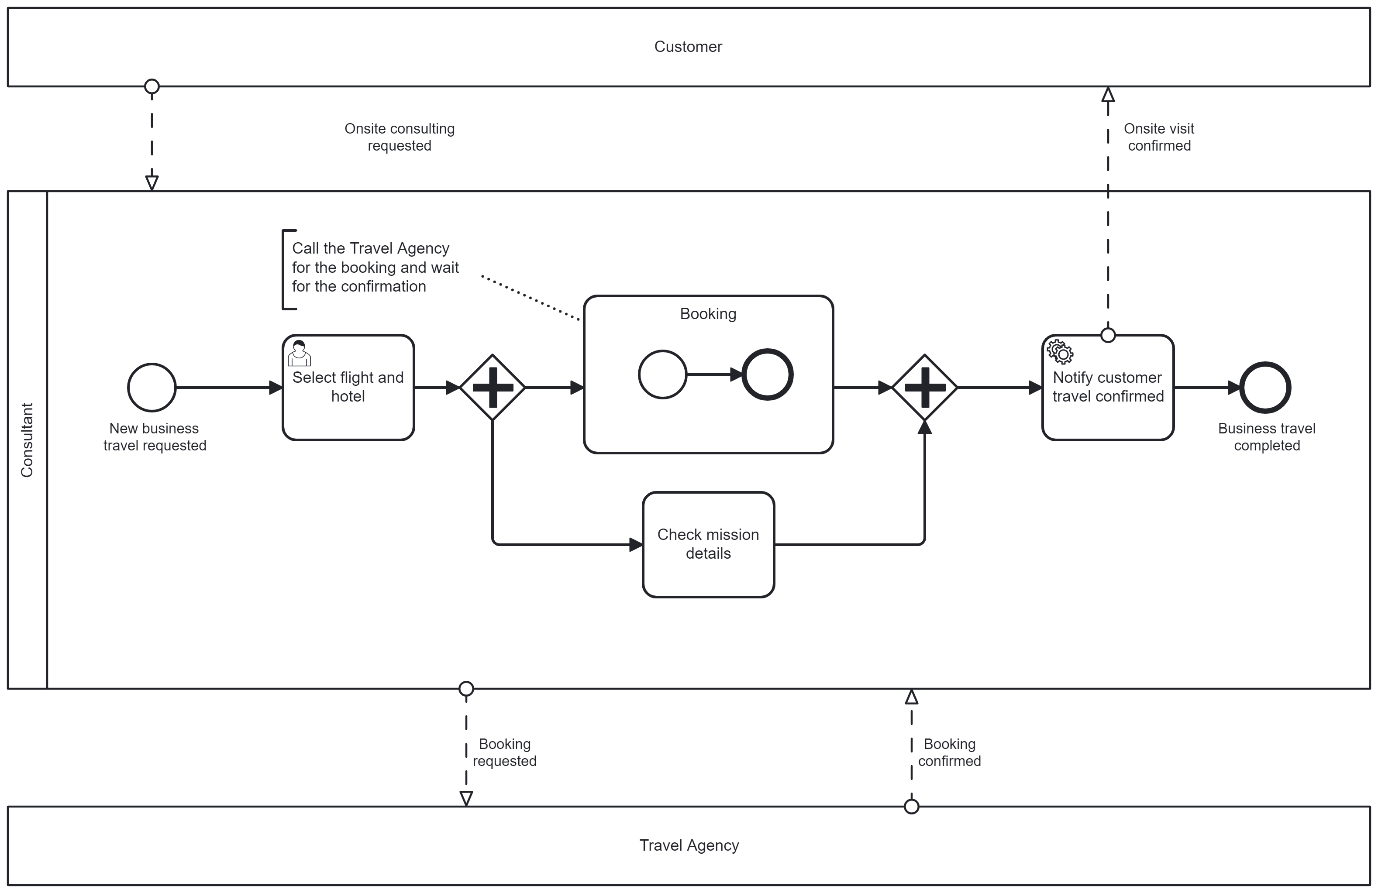 Customer
Onsite consulting
requested
Onsite visit
confirmed
Consultant
Call the Travel Agency
for the booking and wait
for the confirmation
Booking
New business
travel requested
Select flight and
hotel
Notify customer
travel confirmed
Business travel
completed
Check mission
details
Booking
requested
Booking
confirmed
Travel Agency